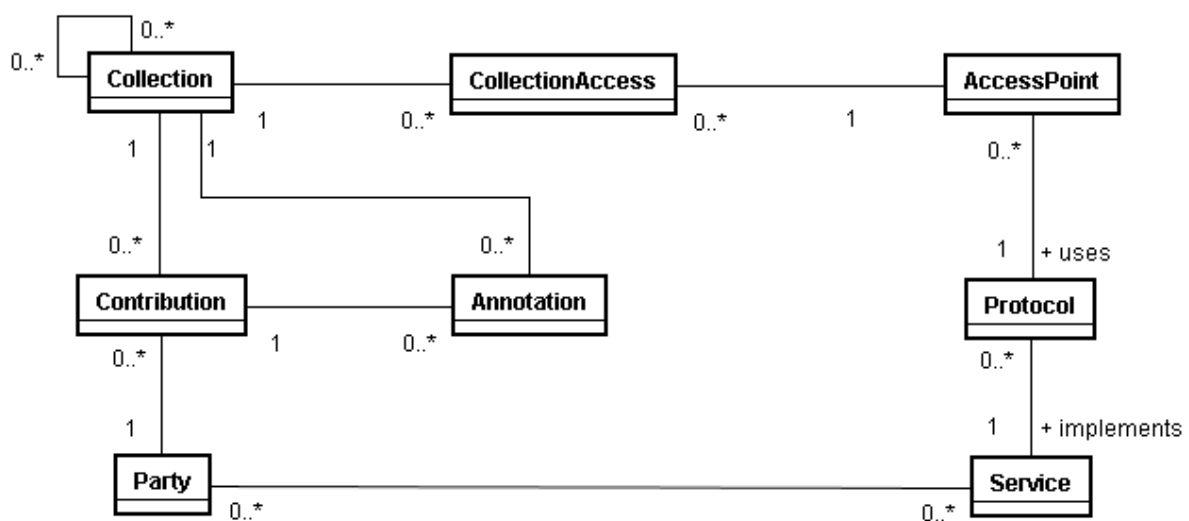 0..*
0..*
Collection
CollectionAccess
AccessPoint
1
0..*
0..*
1
1
1
0..*
0..*
0..*
1
+ uses
Contribution
Annotation
Protocol
0..*
1
0..*
0..*
1
1
+ implements
Party
Service
0..*
0..*